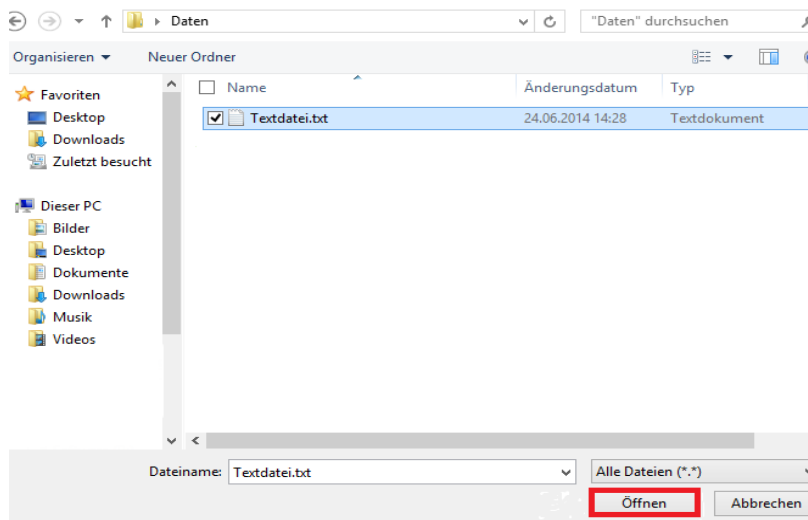 Daten
"Daten" durchsuchen
Organisieren
Neuer Ordner
Name
Änderungsdatum
Typ
Textdatei.txt
24.06.2014 14:28
Textdokument
Favoriten
Desktop
Downloads
Zuletzt besucht
Dieser PC
Bilder
Desktop
Dokumente
Downloads
Musik
Videos
Dateiname:
Textdatei.txt
Alle Dateien (*.*)
Öffnen
Abbrechen